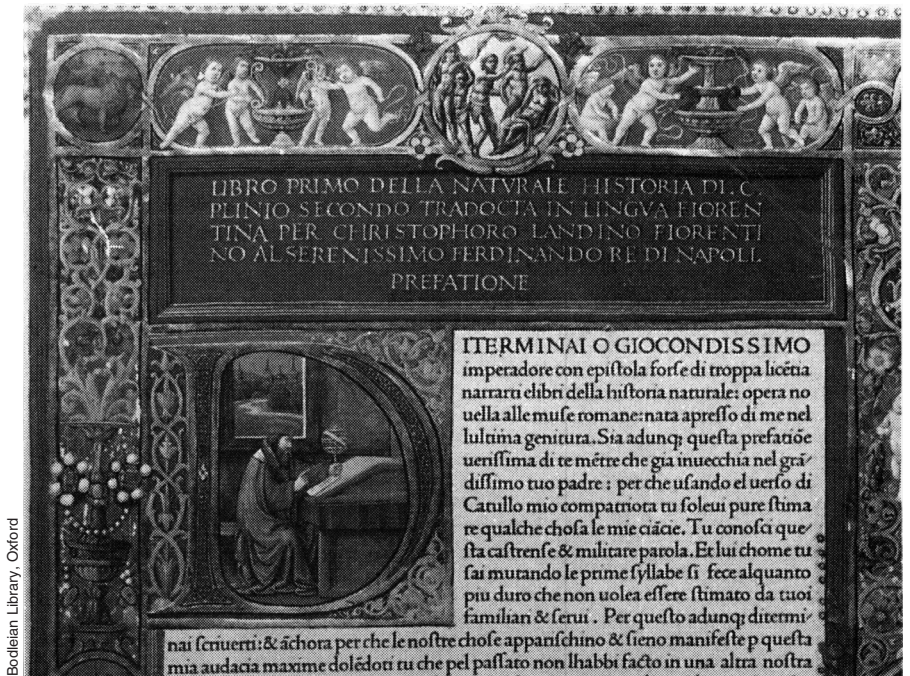 LIBRO PRIMO DELLA NATVRALE HISTORIA DI. C.
PLINIO SECONDO TRADOCTA IN LINGVA FIOREN
TINA PER CHRISTOPHORO LANDINO FIORENTI
NO AL SERENISSIMO FERDINANDO RE DI NAPOLI.
PREFATIONE
DITERMINAI O GIOCONDISSIMO
imperadore con epiſtola forſe di troppa licẽtia
narrarti elibri della hiſtoria naturale: opera no
uella alle muſe romane: nata apreſſo di me nel
lultima genitura. Sia adunqꝫ queſta prefatiõe
ueriſſima di te mẽtre che gia inuecchia nel grã⸗
diſſimo tuo padre : per che uſando el uerſo di
Catullo mio compatriota tu ſoleui pure ſtima
re qualche choſa le mie ciãcie. Tu conoſci que⸗
ſta caſtrenſe & militare parola. Et lui chome tu
ſai mutando le prime ſyllabe ſi fece alquanto
piu duro che non uolea eſſere ſtimato da tuoi
familiari & ſerui . Per queſto adunqꝫ ditermi⸗
nai ſcriuerti: & ãchora per che le noſtre choſe appariſchino & ſieno manifeſte p queſta
mia audacia maxime dolẽdoti tu che pel paſſato non lhabbi facto in una altra noſtra
Bodleian Library, Oxford